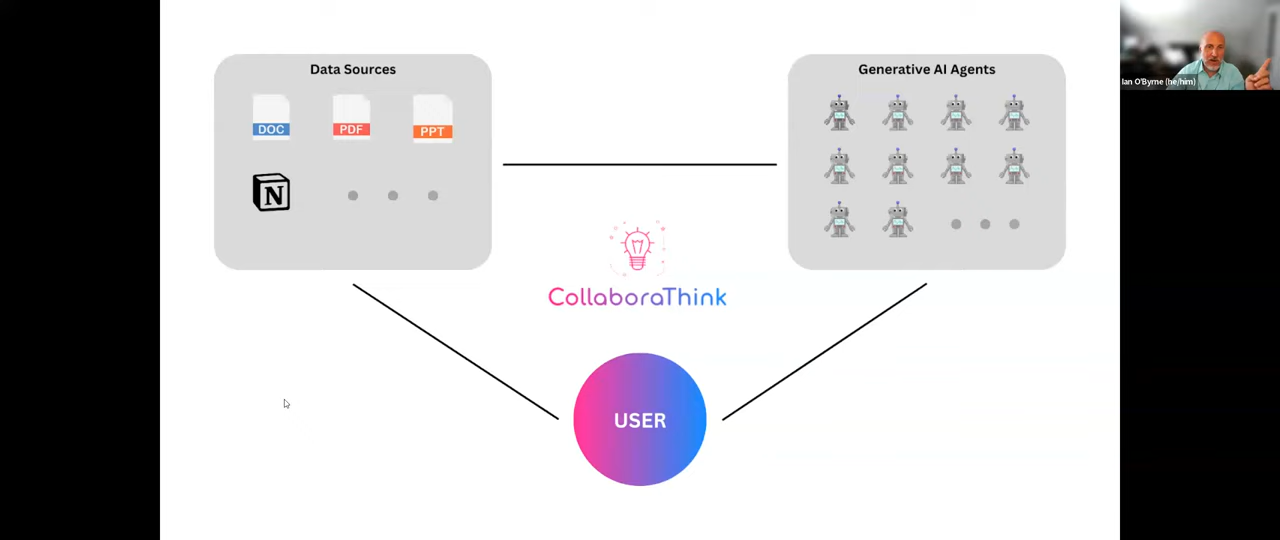 Data Sources
DOC
PDF
PPT
N
Generative AI Agents
Ian O'Byrne (he/him)
CollaboraThink
USER